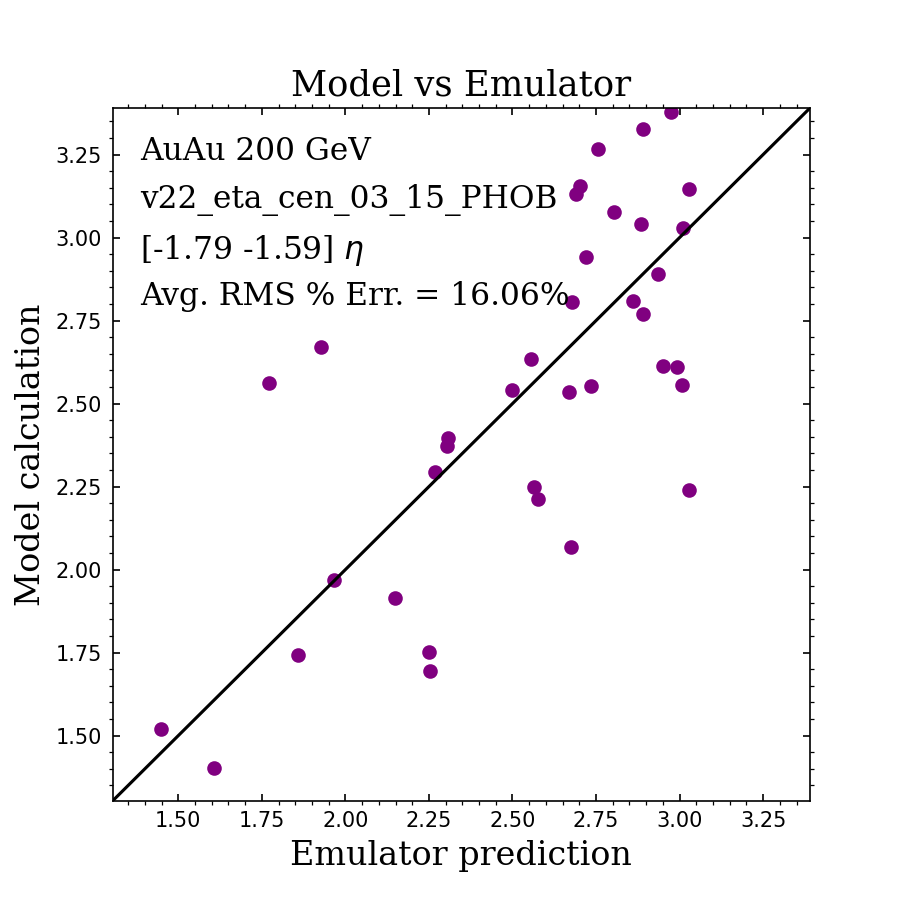 Model vs Emulator
AuAu 200 GeV
v22_eta_cen_03_15_PHOB
[-1.79 -1.59] η
Avg. RMS % Err. = 16.06%
3.25
3.00
2.75
2.50
2.25
2.00
1.75
1.50
Model calculation
1.50 1.75 2.00 2.25 2.50 2.75 3.00 3.25
Emulator prediction